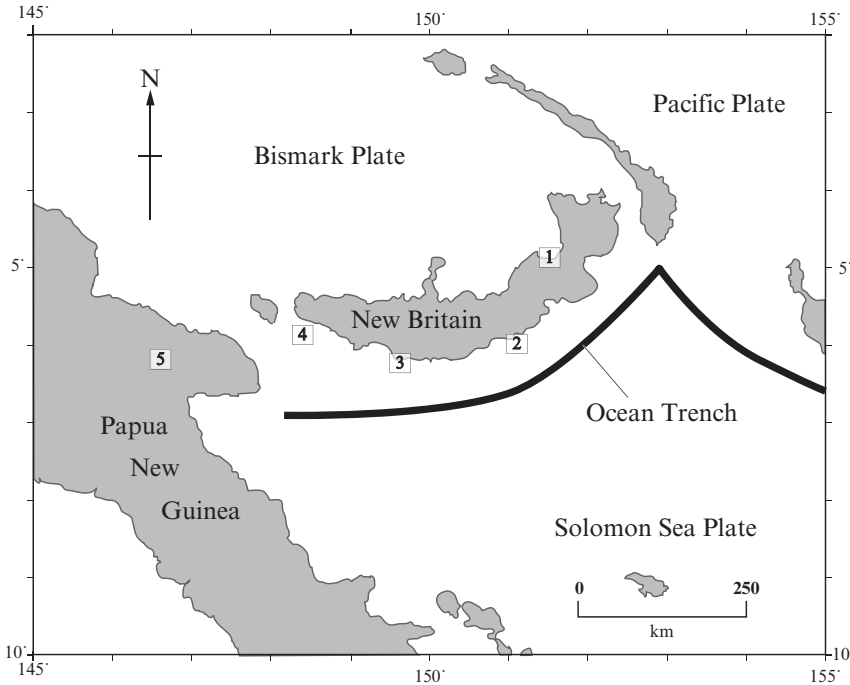 145˙
150˙
155˙
N
Pacific Plate
Bismark Plate
5˙
5˙
1
New Britain
4
2
3
5
Ocean Trench
Papua
New
Guinea
Solomon Sea Plate
0
250
km
10˙
10
145˙
150˙
155˙